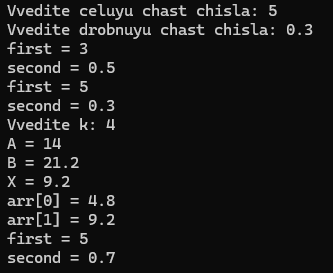 Vvedite celuyu chast chisla: 5
Vvedite drobnuyu chast chisla: 0.3
first = 3
second = 0.5
first = 5
second = 0.3
Vvedite k: 4
A = 14
B = 21.2
X = 9.2
arr[0] = 4.8
arr[1] = 9.2
first = 5
second = 0.7